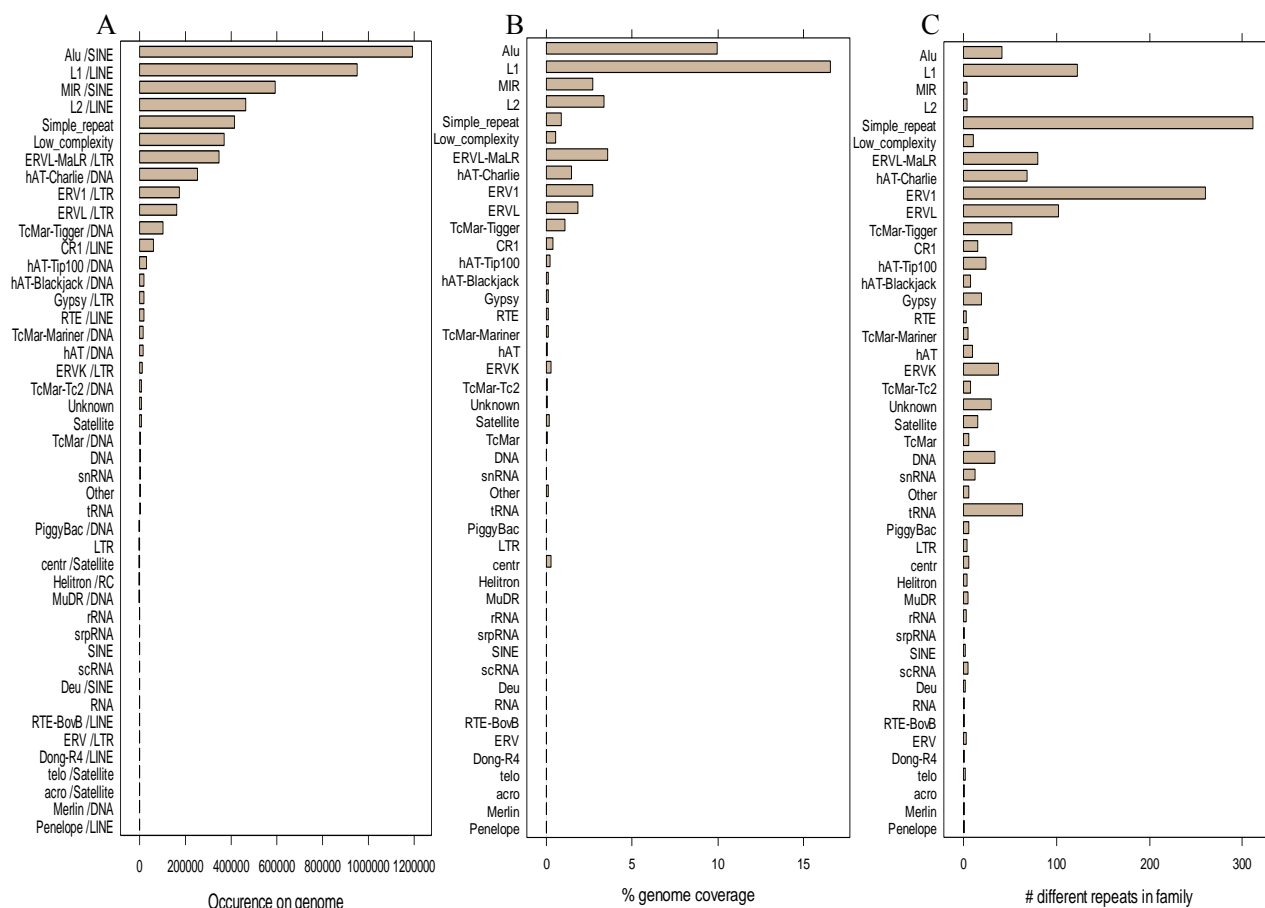 A
Alu /SINE
L1 /LINE
MIR /SINE
L2 /LINE
Simple_repeat
Low_complexity
ERVL-MaLR /LTR
hAT-Charlie /DNA
ERV1 /LTR
ERVL /LTR
TcMar-Tigger /DNA
CR1 /LINE
hAT-Tip100 /DNA
hAT-Blackjack /DNA
Gypsy /LTR
RTE /LINE
TcMar-Mariner /DNA
hAT /DNA
ERVK /LTR
TcMar-Tc2 /DNA
Unknown
Satellite
TcMar /DNA
DNA
snRNA
Other
tRNA
PiggyBac /DNA
LTR
centr /Satellite
Helitron /RC
MuDR /DNA
rRNA
srpRNA
SINE
scRNA
Deu /SINE
RNA
RTE-BovB /LINE
ERV /LTR
Dong-R4 /LINE
telo /Satellite
acro /Satellite
Merlin /DNA
Penelope /LINE
0 200000 400000 600000 800000 1000000 1200000
Occurence on genome
B
Alu
L1
MIR
L2
Simple_repeat
Low_complexity
ERVL-MaLR
hAT-Charlie
ERV1
ERVL
TcMar-Tigger
CR1
hAT-Tip100
hAT-Blackjack
Gypsy
RTE
TcMar-Mariner
hAT
ERVK
TcMar-Tc2
Unknown
Satellite
TcMar
DNA
snRNA
Other
tRNA
PiggyBac
LTR
centr
Helitron
MuDR
rRNA
srpRNA
SINE
scRNA
Deu
RNA
RTE-BovB
ERV
Dong-R4
telo
acro
Merlin
Penelope
0 5 10 15
% genome coverage
C
Alu
L1
MIR
L2
Simple_repeat
Low_complexity
ERVL-MaLR
hAT-Charlie
ERV1
ERVL
TcMar-Tigger
CR1
hAT-Tip100
hAT-Blackjack
Gypsy
RTE
TcMar-Mariner
hAT
ERVK
TcMar-Tc2
Unknown
Satellite
TcMar
DNA
snRNA
Other
tRNA
PiggyBac
LTR
centr
Helitron
MuDR
rRNA
srpRNA
SINE
scRNA
Deu
RNA
RTE-BovB
ERV
Dong-R4
telo
acro
Merlin
Penelope
0 100 200 300
# different repeats in family